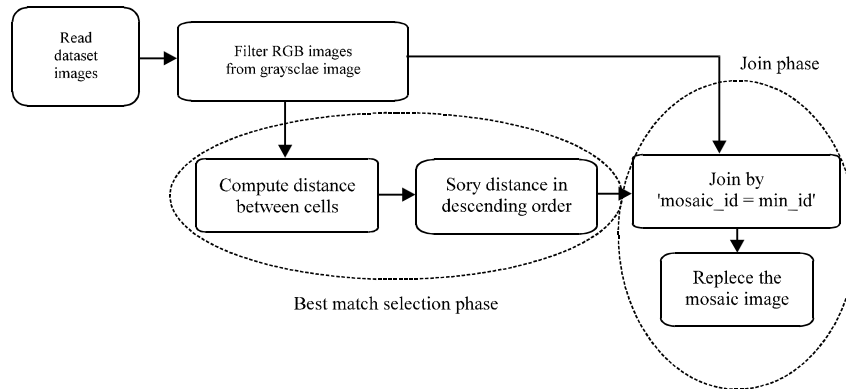 Read
dataset
images
Filter RGB images
from graysclae image
Join phase
Compute distance
between cells
Sory distance in
descending order
Join by
'mosaic_id = min_id'
Replece the
mosaic image
Best match selection phase